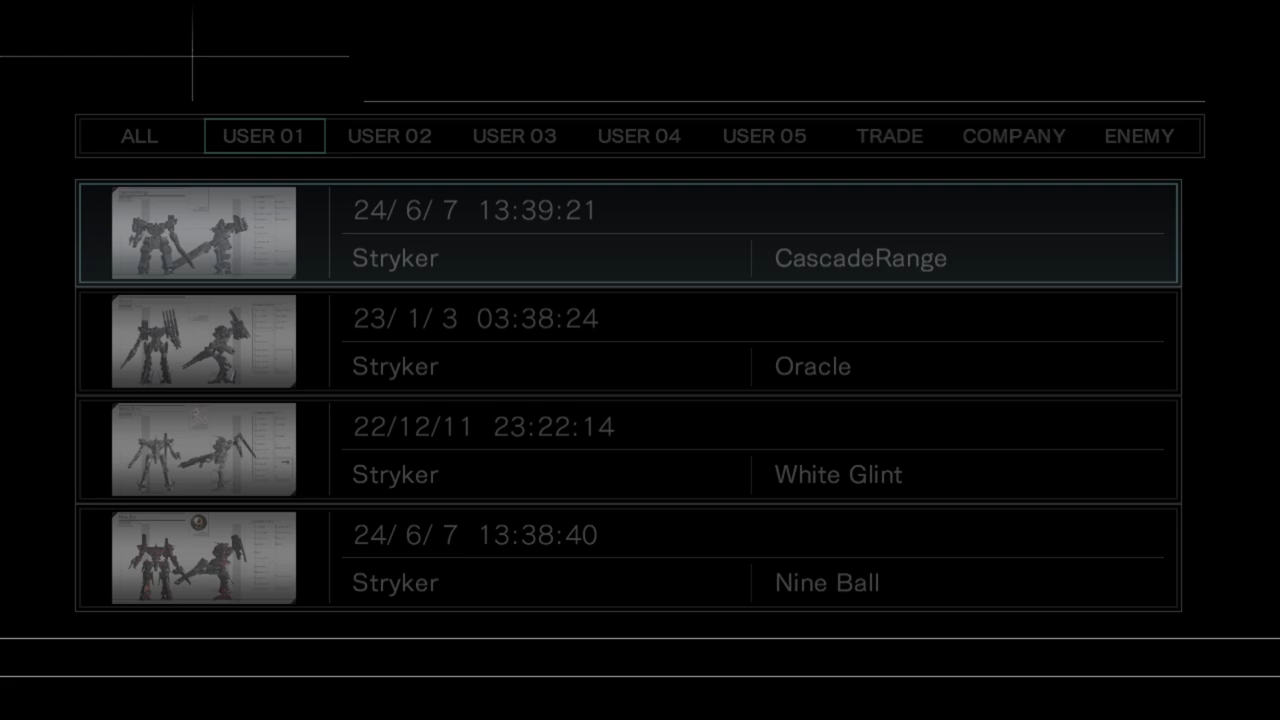 ALL USER 01 USER 02 USER 03 USER 04 USER 05 TRADE COMPANY ENEMY
24/ 6/ 7 13:39:21
Stryker CascadeRange
23/ 1/ 3 03:38:24
Stryker Oracle
22/12/11 23:22:14
Stryker White Glint
24/ 6/ 7 13:38:40
Stryker Nine Ball